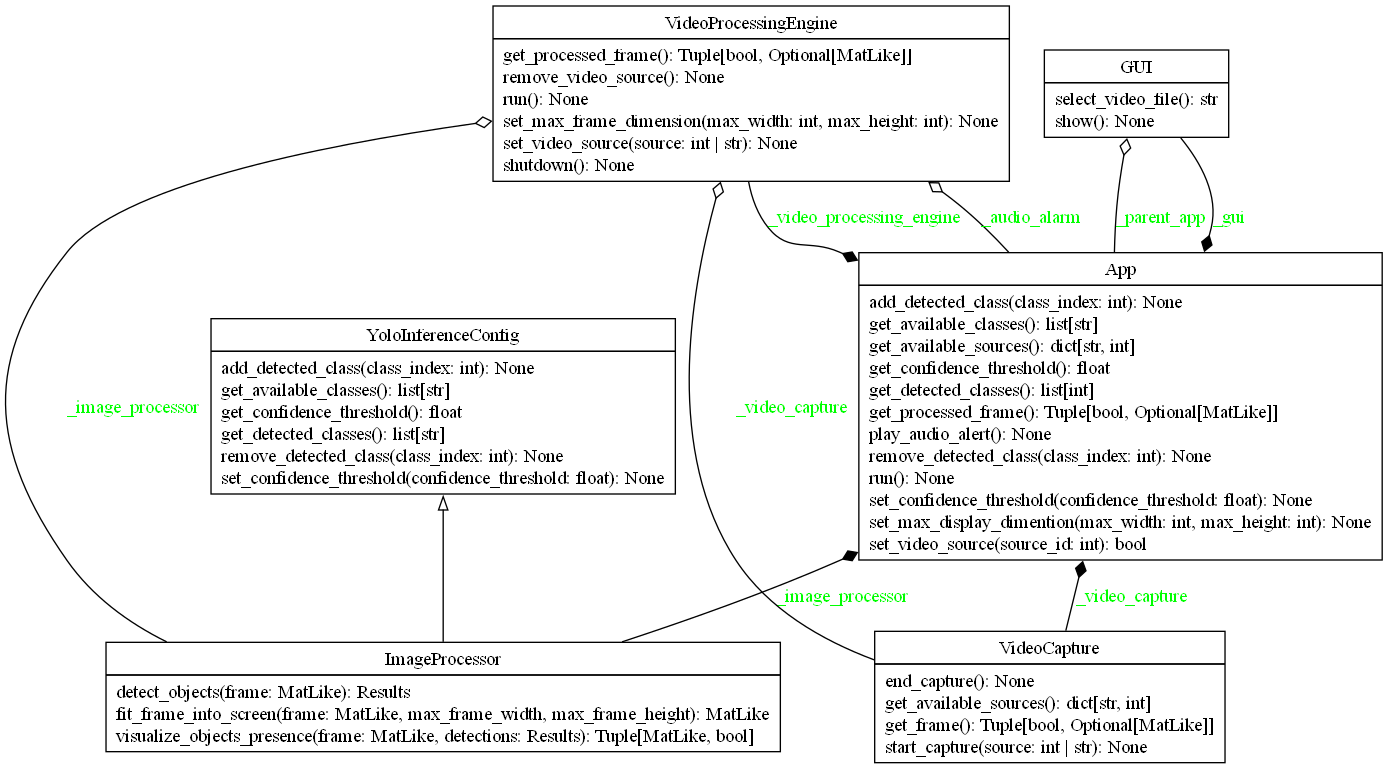 VideoProcessingEngine
get_processed_frame(): Tuple[bool, Optional[MatLike]]
remove_video_source(): None
run(): None
set_max_frame_dimension(max_width: int, max_height: int): None
set_video_source(source: int | str): None
shutdown(): None
GUI
select_video_file(): str
show(): None
_video_processing_engine
_audio_alarm
_parent_app
_gui
App
add_detected_class(class_index: int): None
get_available_classes(): list[str]
get_available_sources(): dict[str, int]
get_confidence_threshold(): float
get_detected_classes(): list[int]
get_processed_frame(): Tuple[bool, Optional[MatLike]]
play_audio_alert(): None
remove_detected_class(class_index: int): None
run(): None
set_confidence_threshold(confidence_threshold: float): None
set_max_display_dimention(max_width: int, max_height: int): None
set_video_source(source_id: int): bool
YoloInferenceConfig
add_detected_class(class_index: int): None
get_available_classes(): list[str]
get_confidence_threshold(): float
get_detected_classes(): list[str]
remove_detected_class(class_index: int): None
set_confidence_threshold(confidence_threshold: float): None
_image_processor
_video_capture
_image_processor
_video_capture
ImageProcessor
detect_objects(frame: MatLike): Results
fit_frame_into_screen(frame: MatLike, max_frame_width, max_frame_height): MatLike
visualize_objects_presence(frame: MatLike, detections: Results): Tuple[MatLike, bool]
VideoCapture
end_capture(): None
get_available_sources(): dict[str, int]
get_frame(): Tuple[bool, Optional[MatLike]]
start_capture(source: int | str): None